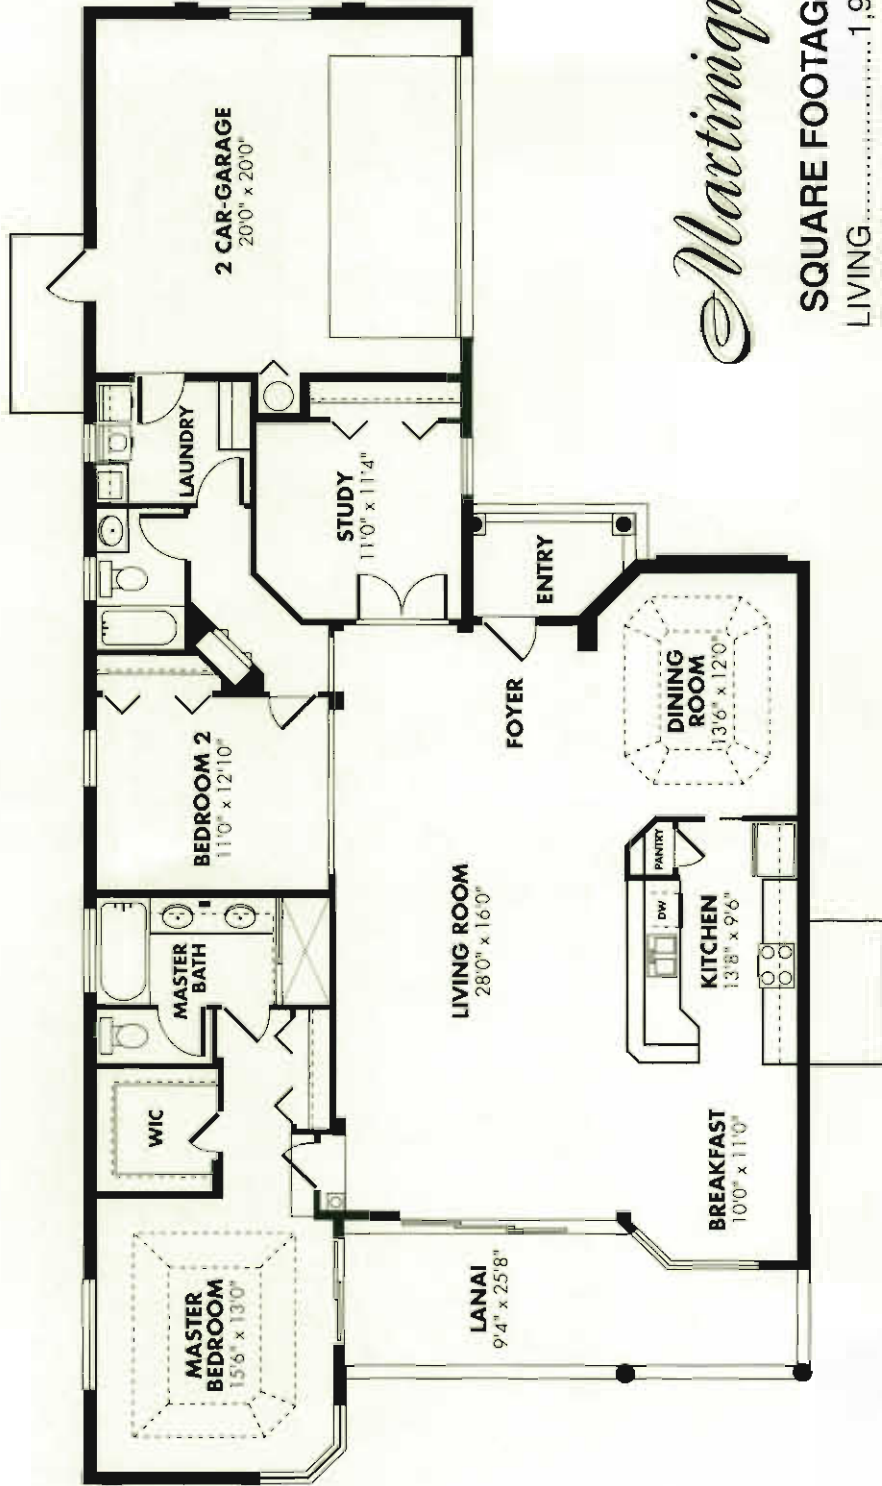 MASTER
BEDROOM
15'6" x 13'0"
WIC
MASTER
BATH
BEDROOM 2
11'0" x 12'10"
LAUNDRY
2 CAR-GARAGE
20'0" x 20'0"
STUDY
11'0" x 11'4"
LANAI
9'4" x 25'8"
LIVING ROOM
28'0" x 16'0"
FOYER
ENTRY
BREAKFAST
10'0" x 11'0"
DW
PANTRY
KITCHEN
13'8" x 9'6"
DINING
ROOM
13'6" x 12'0"
Martiniqu
SQUARE FOOTAG
LIVING...................1,9